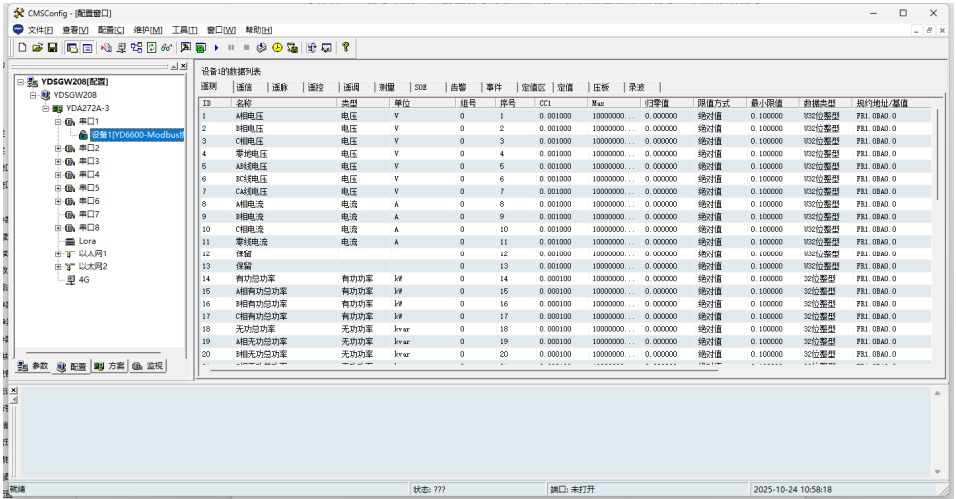 CMSConfig - [配置窗口]
文件[F] 查看[V] 配置[C] 维护[M] 工具[T] 窗口[W] 帮助[H]
YDSGW208[配置]
YDSGW208
YDA272A-3
串口1
设备1[YD6600-Modbus
串口2
串口3
串口4
串口5
串口6
串口7
串口8
Lora
以太网1
以太网2
4G
参数 配置 方案 监视
设备1的数据列表
遥测 遥信 遥脉 遥控 遥调 测量 SOE 告警 事件 定值区 定值 压板 录波
ID 名称 类型 单位 组号 序号 CC1 Max 归零值 限值方式 最小限值 数据类型 规约地址/基值
1 A相电压 电压 V 0 1 0.001000 10000000... 0.000000 绝对值 0.100000 U32位整型 FR1.0BA0.0
2 B相电压 电压 V 0 2 0.001000 10000000... 0.000000 绝对值 0.100000 U32位整型 FR1.0BA0.0
3 C相电压 电压 V 0 3 0.001000 10000000... 0.000000 绝对值 0.100000 U32位整型 FR1.0BA0.0
4 零地电压 电压 V 0 4 0.001000 10000000... 0.000000 绝对值 0.100000 U32位整型 FR1.0BA0.0
5 AB线电压 电压 V 0 5 0.001000 10000000... 0.000000 绝对值 0.100000 U32位整型 FR1.0BA0.0
6 BC线电压 电压 V 0 6 0.001000 10000000... 0.000000 绝对值 0.100000 U32位整型 FR1.0BA0.0
7 CA线电压 电压 V 0 7 0.001000 10000000... 0.000000 绝对值 0.100000 U32位整型 FR1.0BA0.0
8 A相电流 电流 A 0 8 0.001000 10000000... 0.000000 绝对值 0.100000 U32位整型 FR1.0BA0.0
9 B相电流 电流 A 0 9 0.001000 10000000... 0.000000 绝对值 0.100000 U32位整型 FR1.0BA0.0
10 C相电流 电流 A 0 10 0.001000 10000000... 0.000000 绝对值 0.100000 U32位整型 FR1.0BA0.0
11 零线电流 电流 A 0 11 0.001000 10000000... 0.000000 绝对值 0.100000 U32位整型 FR1.0BA0.0
12 保留 0 12 0.001000 10000000... 0.000000 绝对值 0.100000 U32位整型 FR1.0BA0.0
13 保留 0 13 0.001000 10000000... 0.000000 绝对值 0.100000 U32位整型 FR1.0BA0.0
14 有功总功率 有功功率 kW 0 14 0.000100 10000000... 0.000000 绝对值 0.100000 32位整型 FR1.0BA0.0
15 A相有功总功率 有功功率 kW 0 15 0.000100 10000000... 0.000000 绝对值 0.100000 32位整型 FR1.0BA0.0
16 B相有功总功率 有功功率 kW 0 16 0.000100 10000000... 0.000000 绝对值 0.100000 32位整型 FR1.0BA0.0
17 C相有功总功率 有功功率 kW 0 17 0.000100 10000000... 0.000000 绝对值 0.100000 32位整型 FR1.0BA0.0
18 无功总功率 无功功率 kvar 0 18 0.000100 10000000... 0.000000 绝对值 0.100000 32位整型 FR1.0BA0.0
19 A相无功总功率 无功功率 kvar 0 19 0.000100 10000000... 0.000000 绝对值 0.100000 32位整型 FR1.0BA0.0
20 B相无功总功率 无功功率 kvar 0 20 0.000100 10000000... 0.000000 绝对值 0.100000 32位整型 FR1.0BA0.0
就绪 状态: ??? 端口: 未打开 2025-10-24 10:58:18